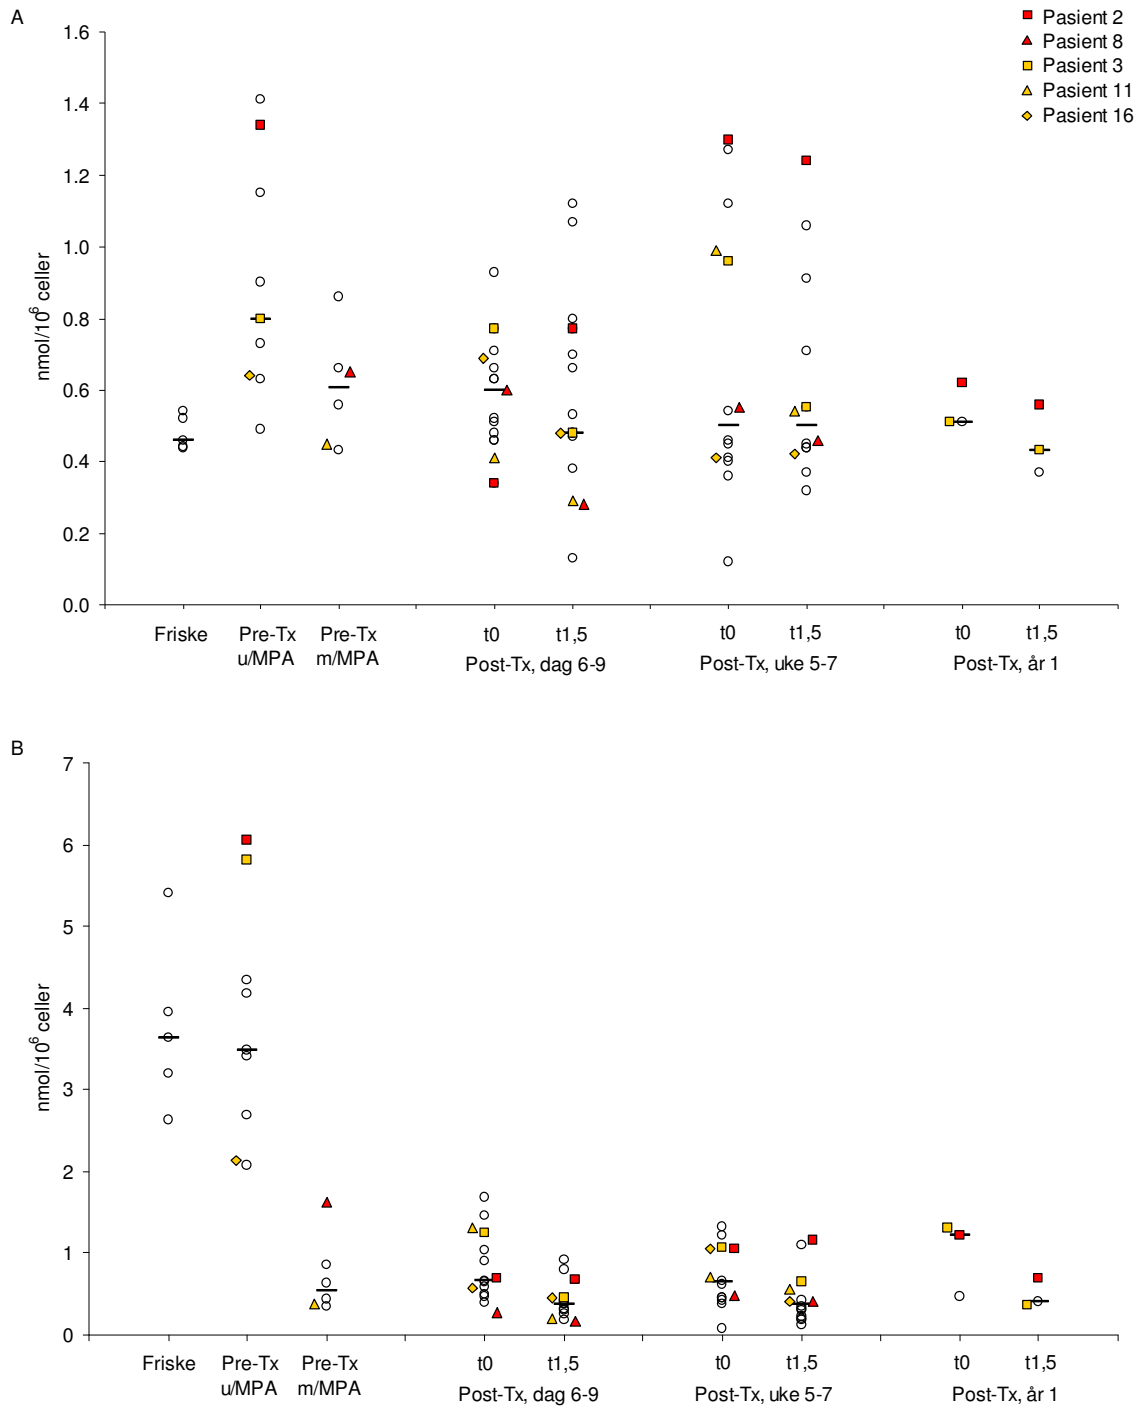 A
Pasient 2
Pasient 8
Pasient 3
Pasient 11
Pasient 16
1.6
1.4
1.2
1.0
0.8
0.6
0.4
0.2
0.0
nmol/10⁶ celler
Friske Pre-Tx Pre-Tx t0 t1,5 t0 t1,5 t0 t1,5
u/MPA m/MPA Post-Tx, dag 6-9 Post-Tx, uke 5-7 Post-Tx, år 1
B
7
6
5
4
3
2
1
0
nmol/10⁶ celler
Friske Pre-Tx Pre-Tx t0 t1,5 t0 t1,5 t0 t1,5
u/MPA m/MPA Post-Tx, dag 6-9 Post-Tx, uke 5-7 Post-Tx, år 1